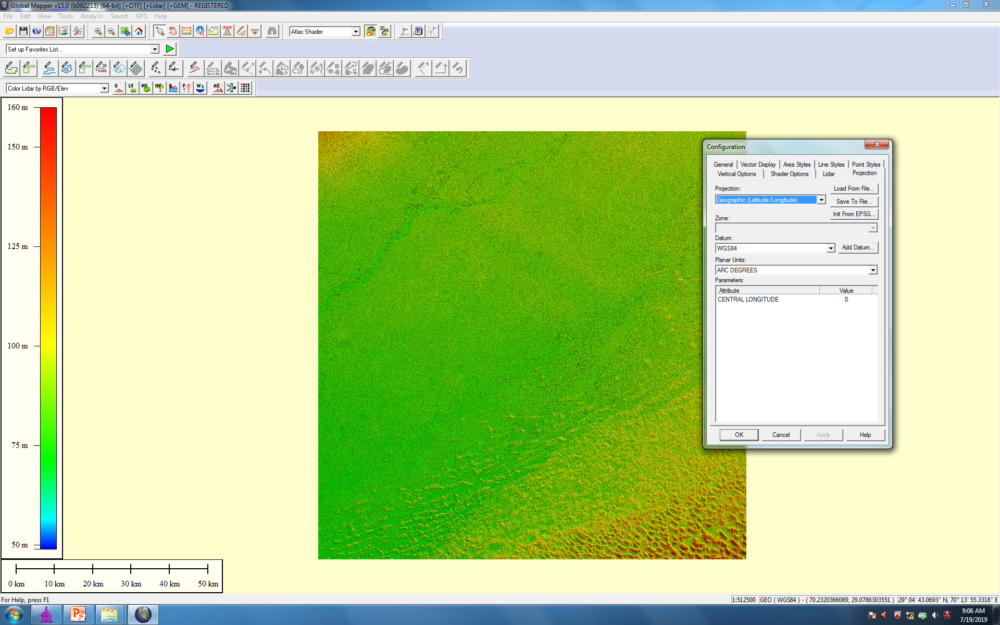 Global Mapper v15.0 (b092213) [64-bit] [+OTF] [+Lidar] [+GEM] - REGISTERED
File Edit View Tools Analysis Search GPS Help
Atlas Shader
3D
Set up Favorites List...
Color Lidar by RGB/Elev
G LV MV HV B P W AG
160 m
150 m
125 m
100 m
75 m
50 m
0 km 10 km 20 km 30 km 40 km 50 km
Configuration
General Vector Display Area Styles Line Styles Point Styles
Vertical Options Shader Options Lidar Projection
Projection:
Load From File...
Geographic (Latitude/Longitude)
Save To File...
Init From EPSG...
Zone:
Datum:
WGS84
Add Datum...
Planar Units:
ARC DEGREES
Parameters:
Attribute Value
CENTRAL LONGITUDE 0
OK Cancel Apply Help
For Help, press F1
1:512500 GEO ( WGS84 ) - ( 70.2320366089, 29.0786303551 ) 29° 04' 43.0693" N, 70° 13' 55.3318" E
9:06 AM
7/19/2019